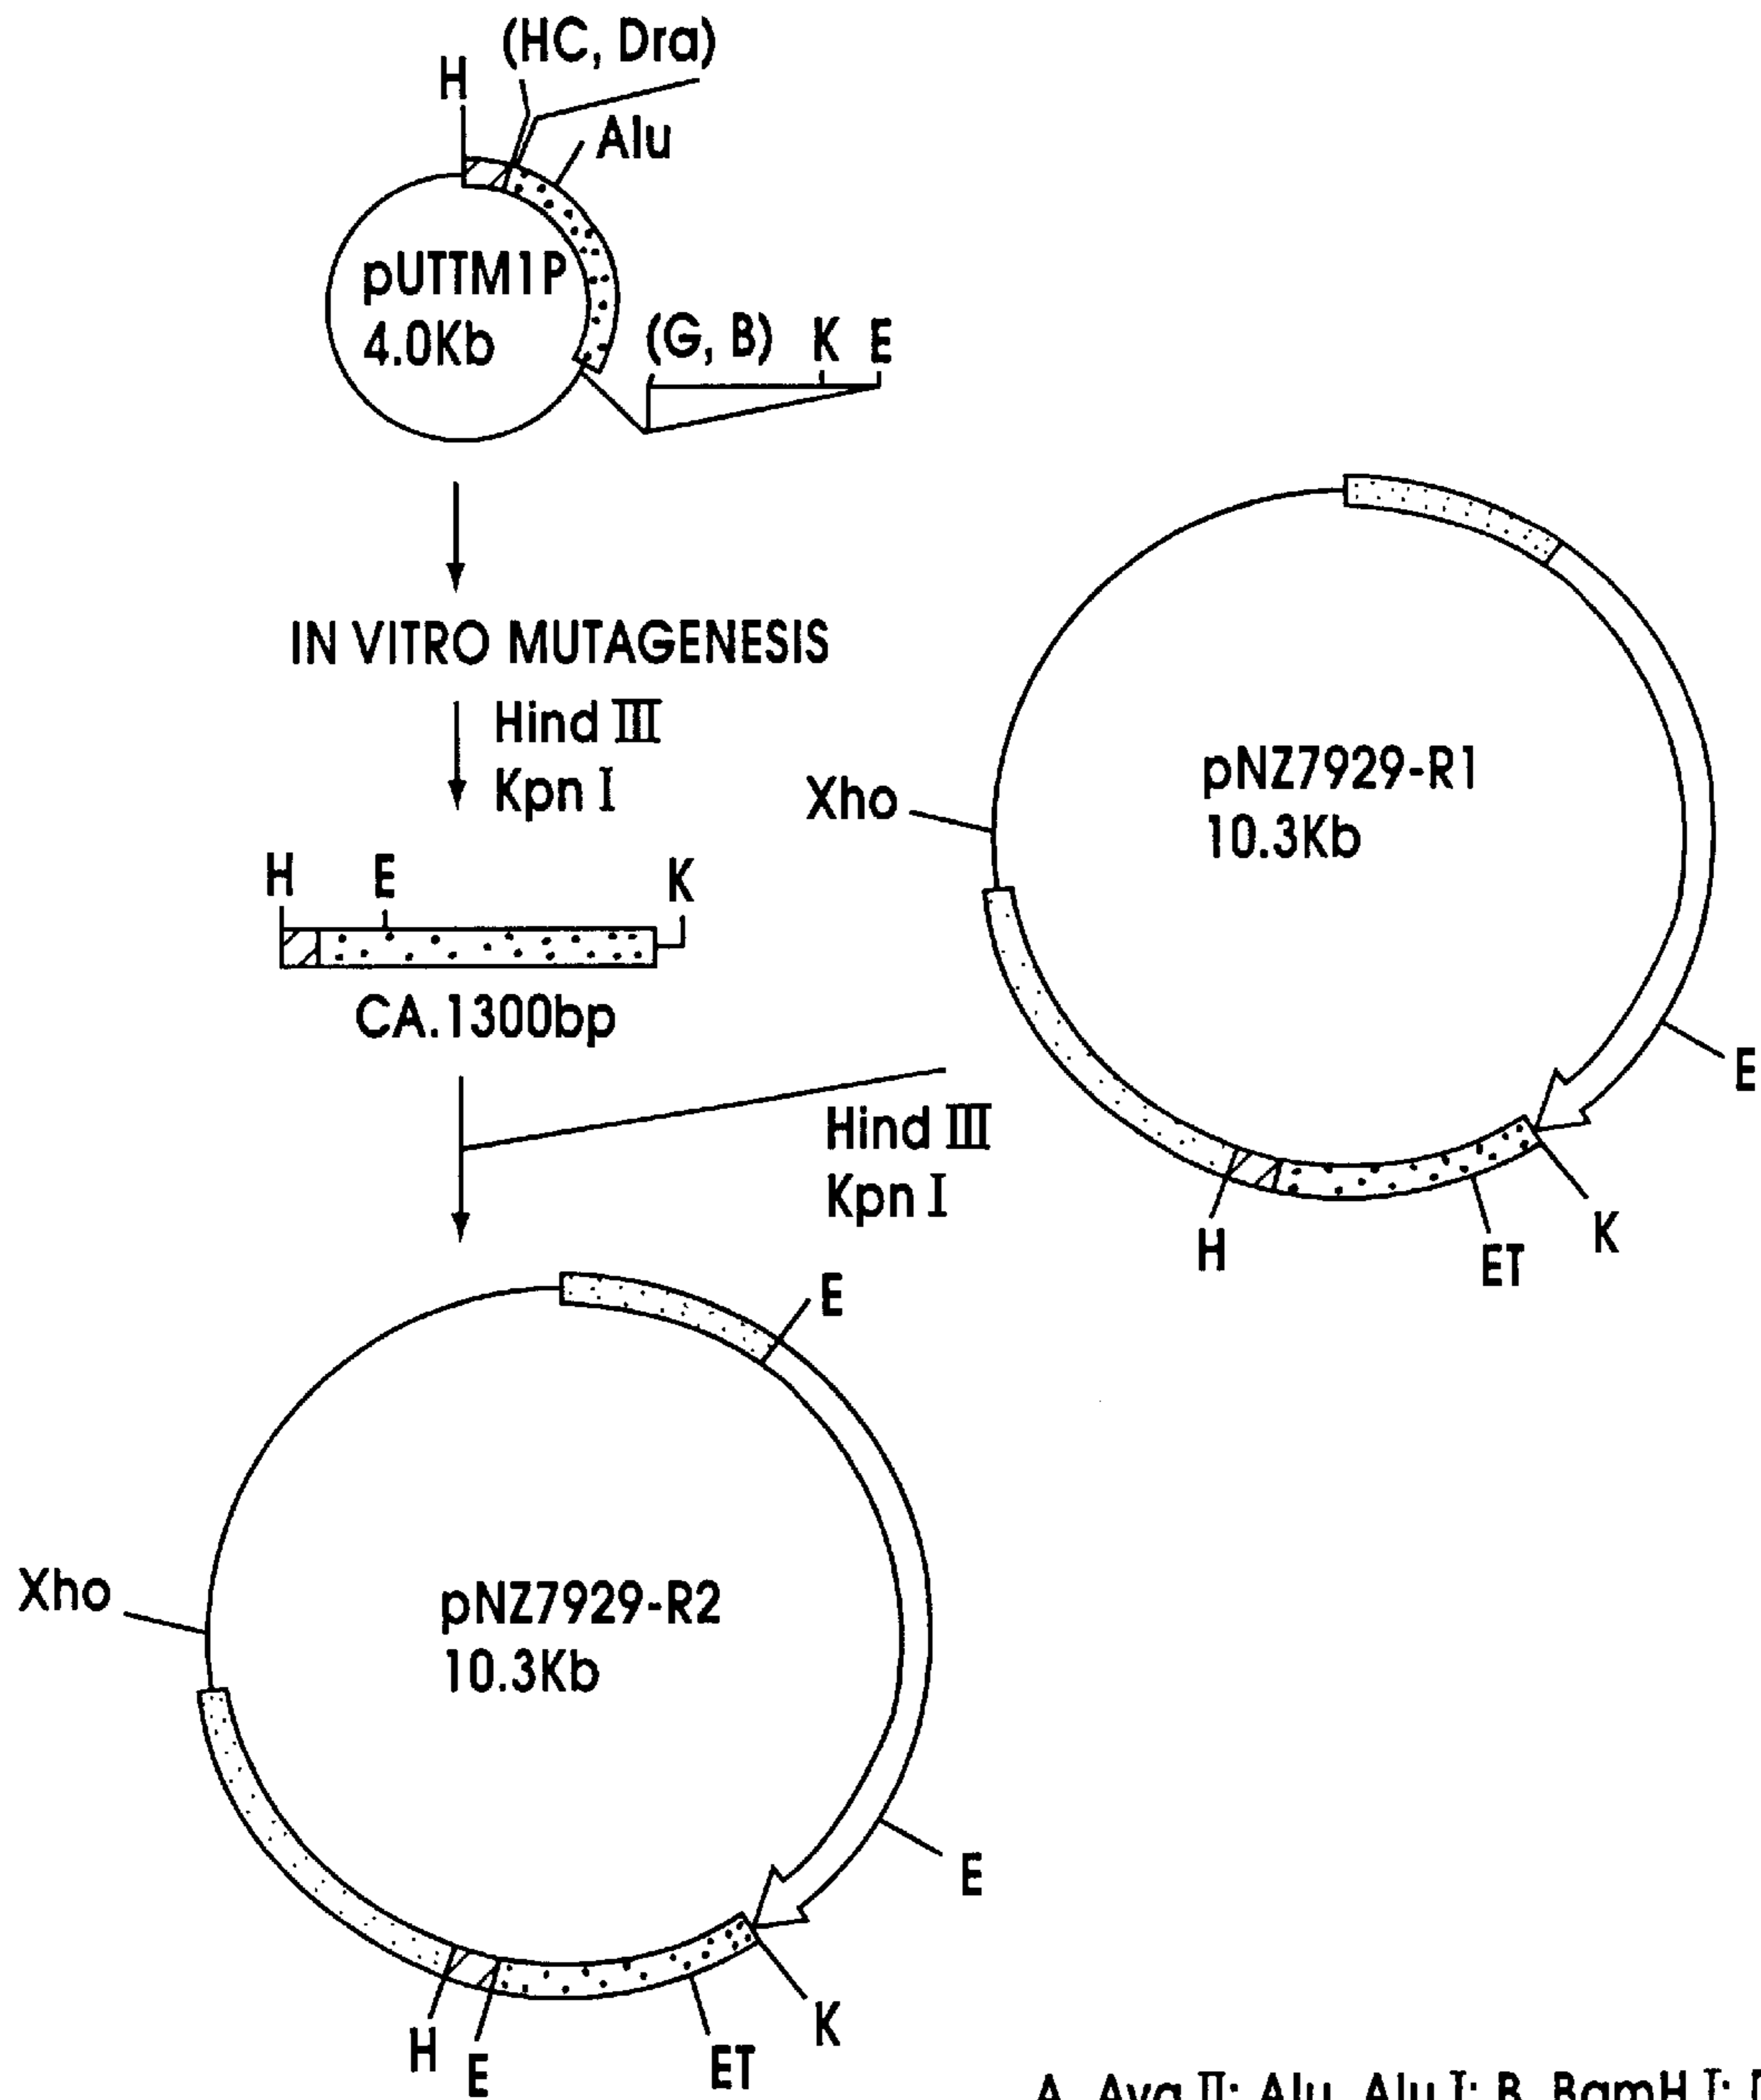 (HC, Dra)
H
Alu
pUTTM1P
4.0Kb
(G, B) K E
IN VITRO MUTAGENESIS
Hind III
Kpn I
H E K
CA.1300bp
pNZ7929-R1
10.3Kb
Xho
E
K
ET
H
Hind III
Kpn I
E
pNZ7929-R2
10.3Kb
Xho
E
K
ET
H
E
A, Ava II; Alu, Alu I; B, BamH I;